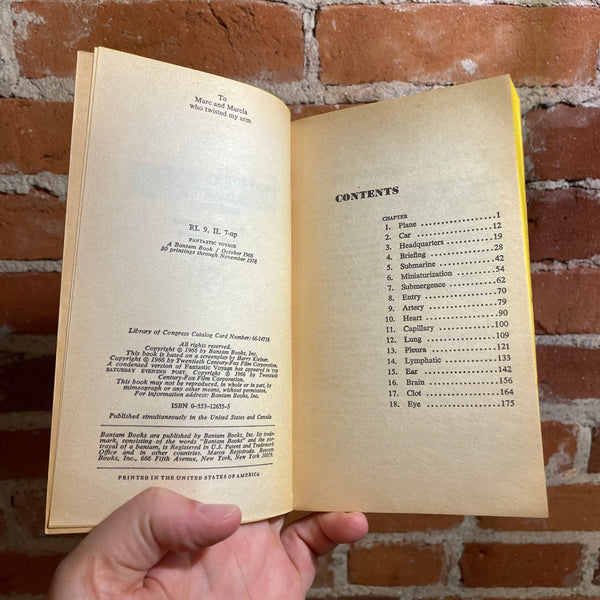 To
Marc and Marcia
who twisted my arm
RL 9, IL 7-up
FANTASTIC VOYAGE
A Bantam Book / October 1966
80 printings through November 1978
Library of Congress Catalog Card Number: 66-14718
All rights reserved.
Copyright © 1966 by Bantam Books, Inc.
This book is based on a screenplay by Harry Kleiner.
Copyright © 1966 by Twentieth Century-Fox Film Corporation.
A condensed version of Fantastic Voyage has appeared in the
SATURDAY EVENING POST. Copyright © 1966 by Twentieth
Century-Fox Film Corporation.
This book may not be reproduced, in whole or in part, by
mimeograph or any other means, without permission.
For information address: Bantam Books, Inc.
ISBN 0-553-12655-5
Published simultaneously in the United States and Canada
Bantam Books are published by Bantam Books, Inc. Its trade-
mark, consisting of the words "Bantam Books" and the por-
trayal of a bantam, is Registered in U.S. Patent and Trademark
Office and in other countries. Marca Registrada. Bantam
Books, Inc., 666 Fifth Avenue, New York, New York 10019.
PRINTED IN THE UNITED STATES OF AMERICA
CONTENTS
CHAPTER
1. Plane 1
2. Car 12
3. Headquarters 19
4. Briefing 28
5. Submarine 42
6. Miniaturization 54
7. Submergence 62
8. Entry 70
9. Artery 79
10. Heart 90
11. Capillary 100
12. Lung 109
13. Pleura 121
14. Lymphatic 133
15. Ear 142
16. Brain 156
17. Clot 164
18. Eye 175